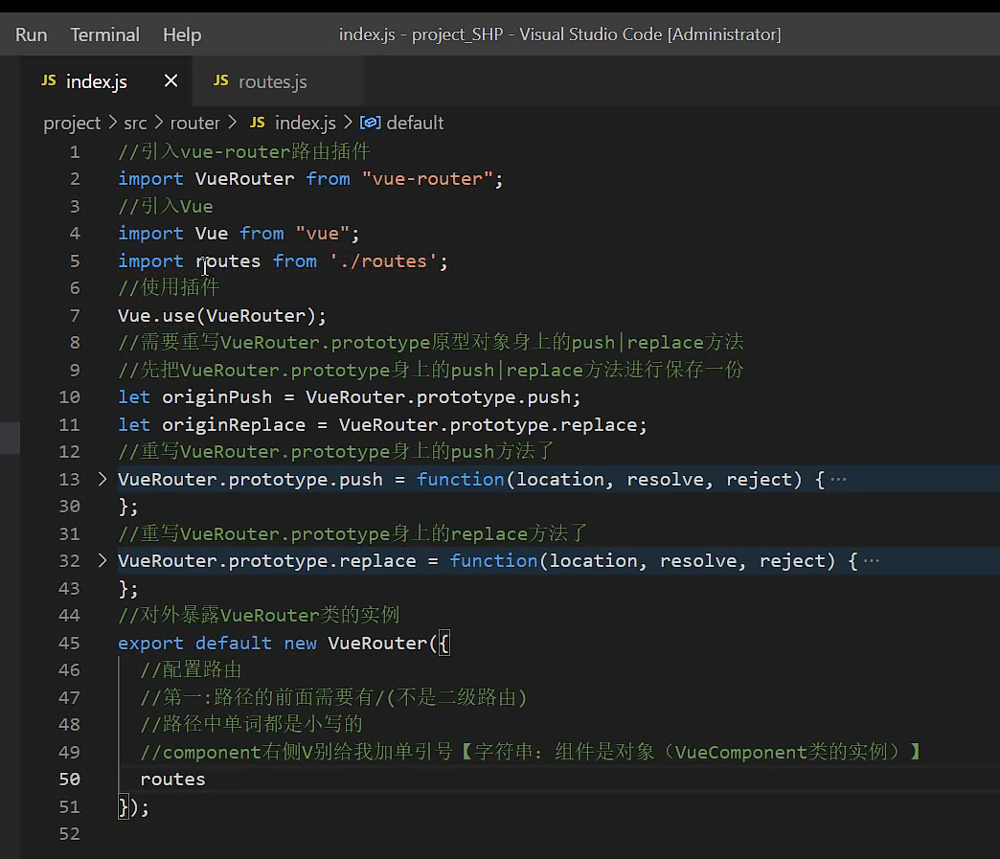 Run Terminal Help index.js - project_SHP - Visual Studio Code [Administrator]
JS index.js × JS routes.js
project > src > router > JS index.js > default
1 //引入vue-router路由插件
2 import VueRouter from "vue-router";
3 //引入Vue
4 import Vue from "vue";
5 import routes from './routes';
6 //使用插件
7 Vue.use(VueRouter);
8 //需要重写VueRouter.prototype原型对象身上的push|replace方法
9 //先把VueRouter.prototype身上的push|replace方法进行保存一份
10 let originPush = VueRouter.prototype.push;
11 let originReplace = VueRouter.prototype.replace;
12 //重写VueRouter.prototype身上的push方法了
13 > VueRouter.prototype.push = function(location, resolve, reject) {···
30 };
31 //重写VueRouter.prototype身上的replace方法了
32 > VueRouter.prototype.replace = function(location, resolve, reject) {···
43 };
44 //对外暴露VueRouter类的实例
45 export default new VueRouter({
46 //配置路由
47 //第一:路径的前面需要有/(不是二级路由)
48 //路径中单词都是小写的
49 //component右侧V别给我加单引号【字符串：组件是对象（VueComponent类的实例）】
50 routes
51 });
52